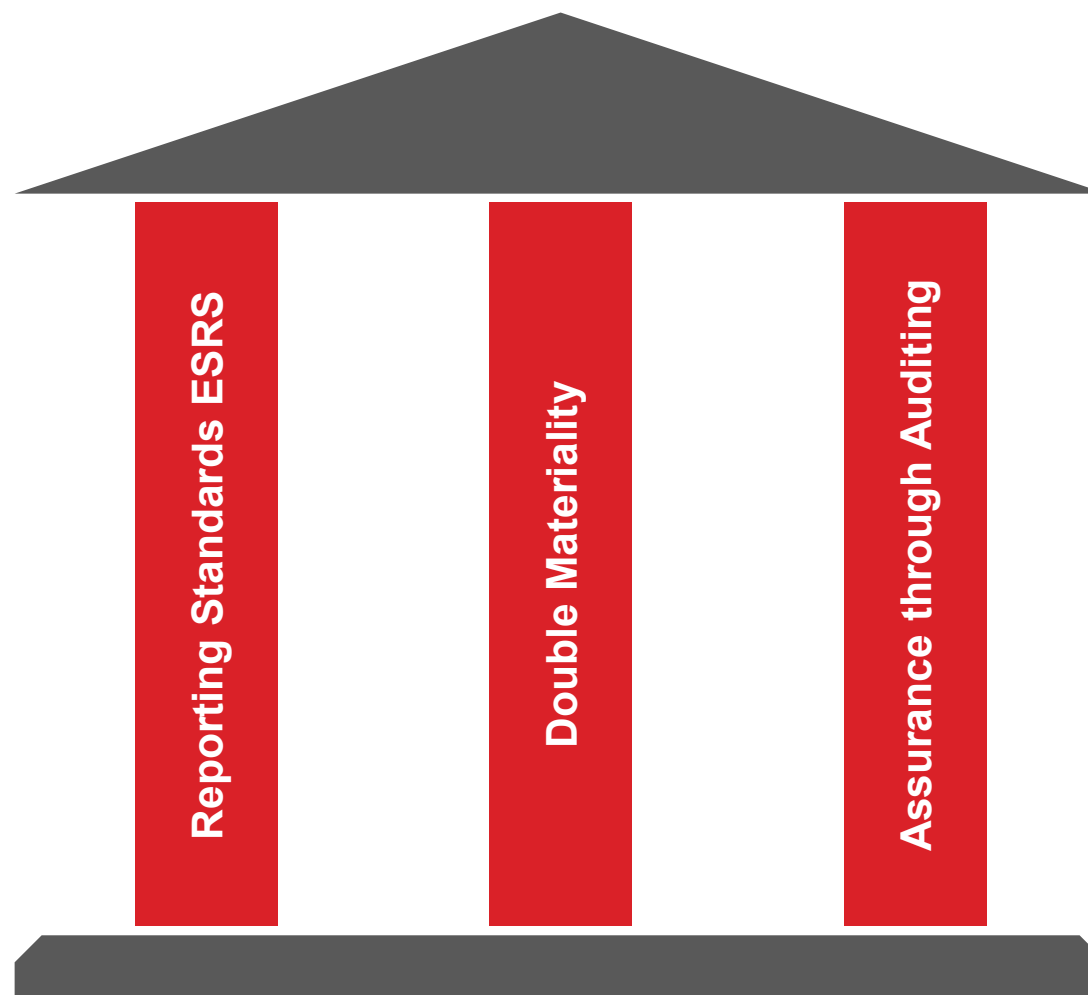 Reporting Standards ESRS
Double Materiality
Assurance through Auditing